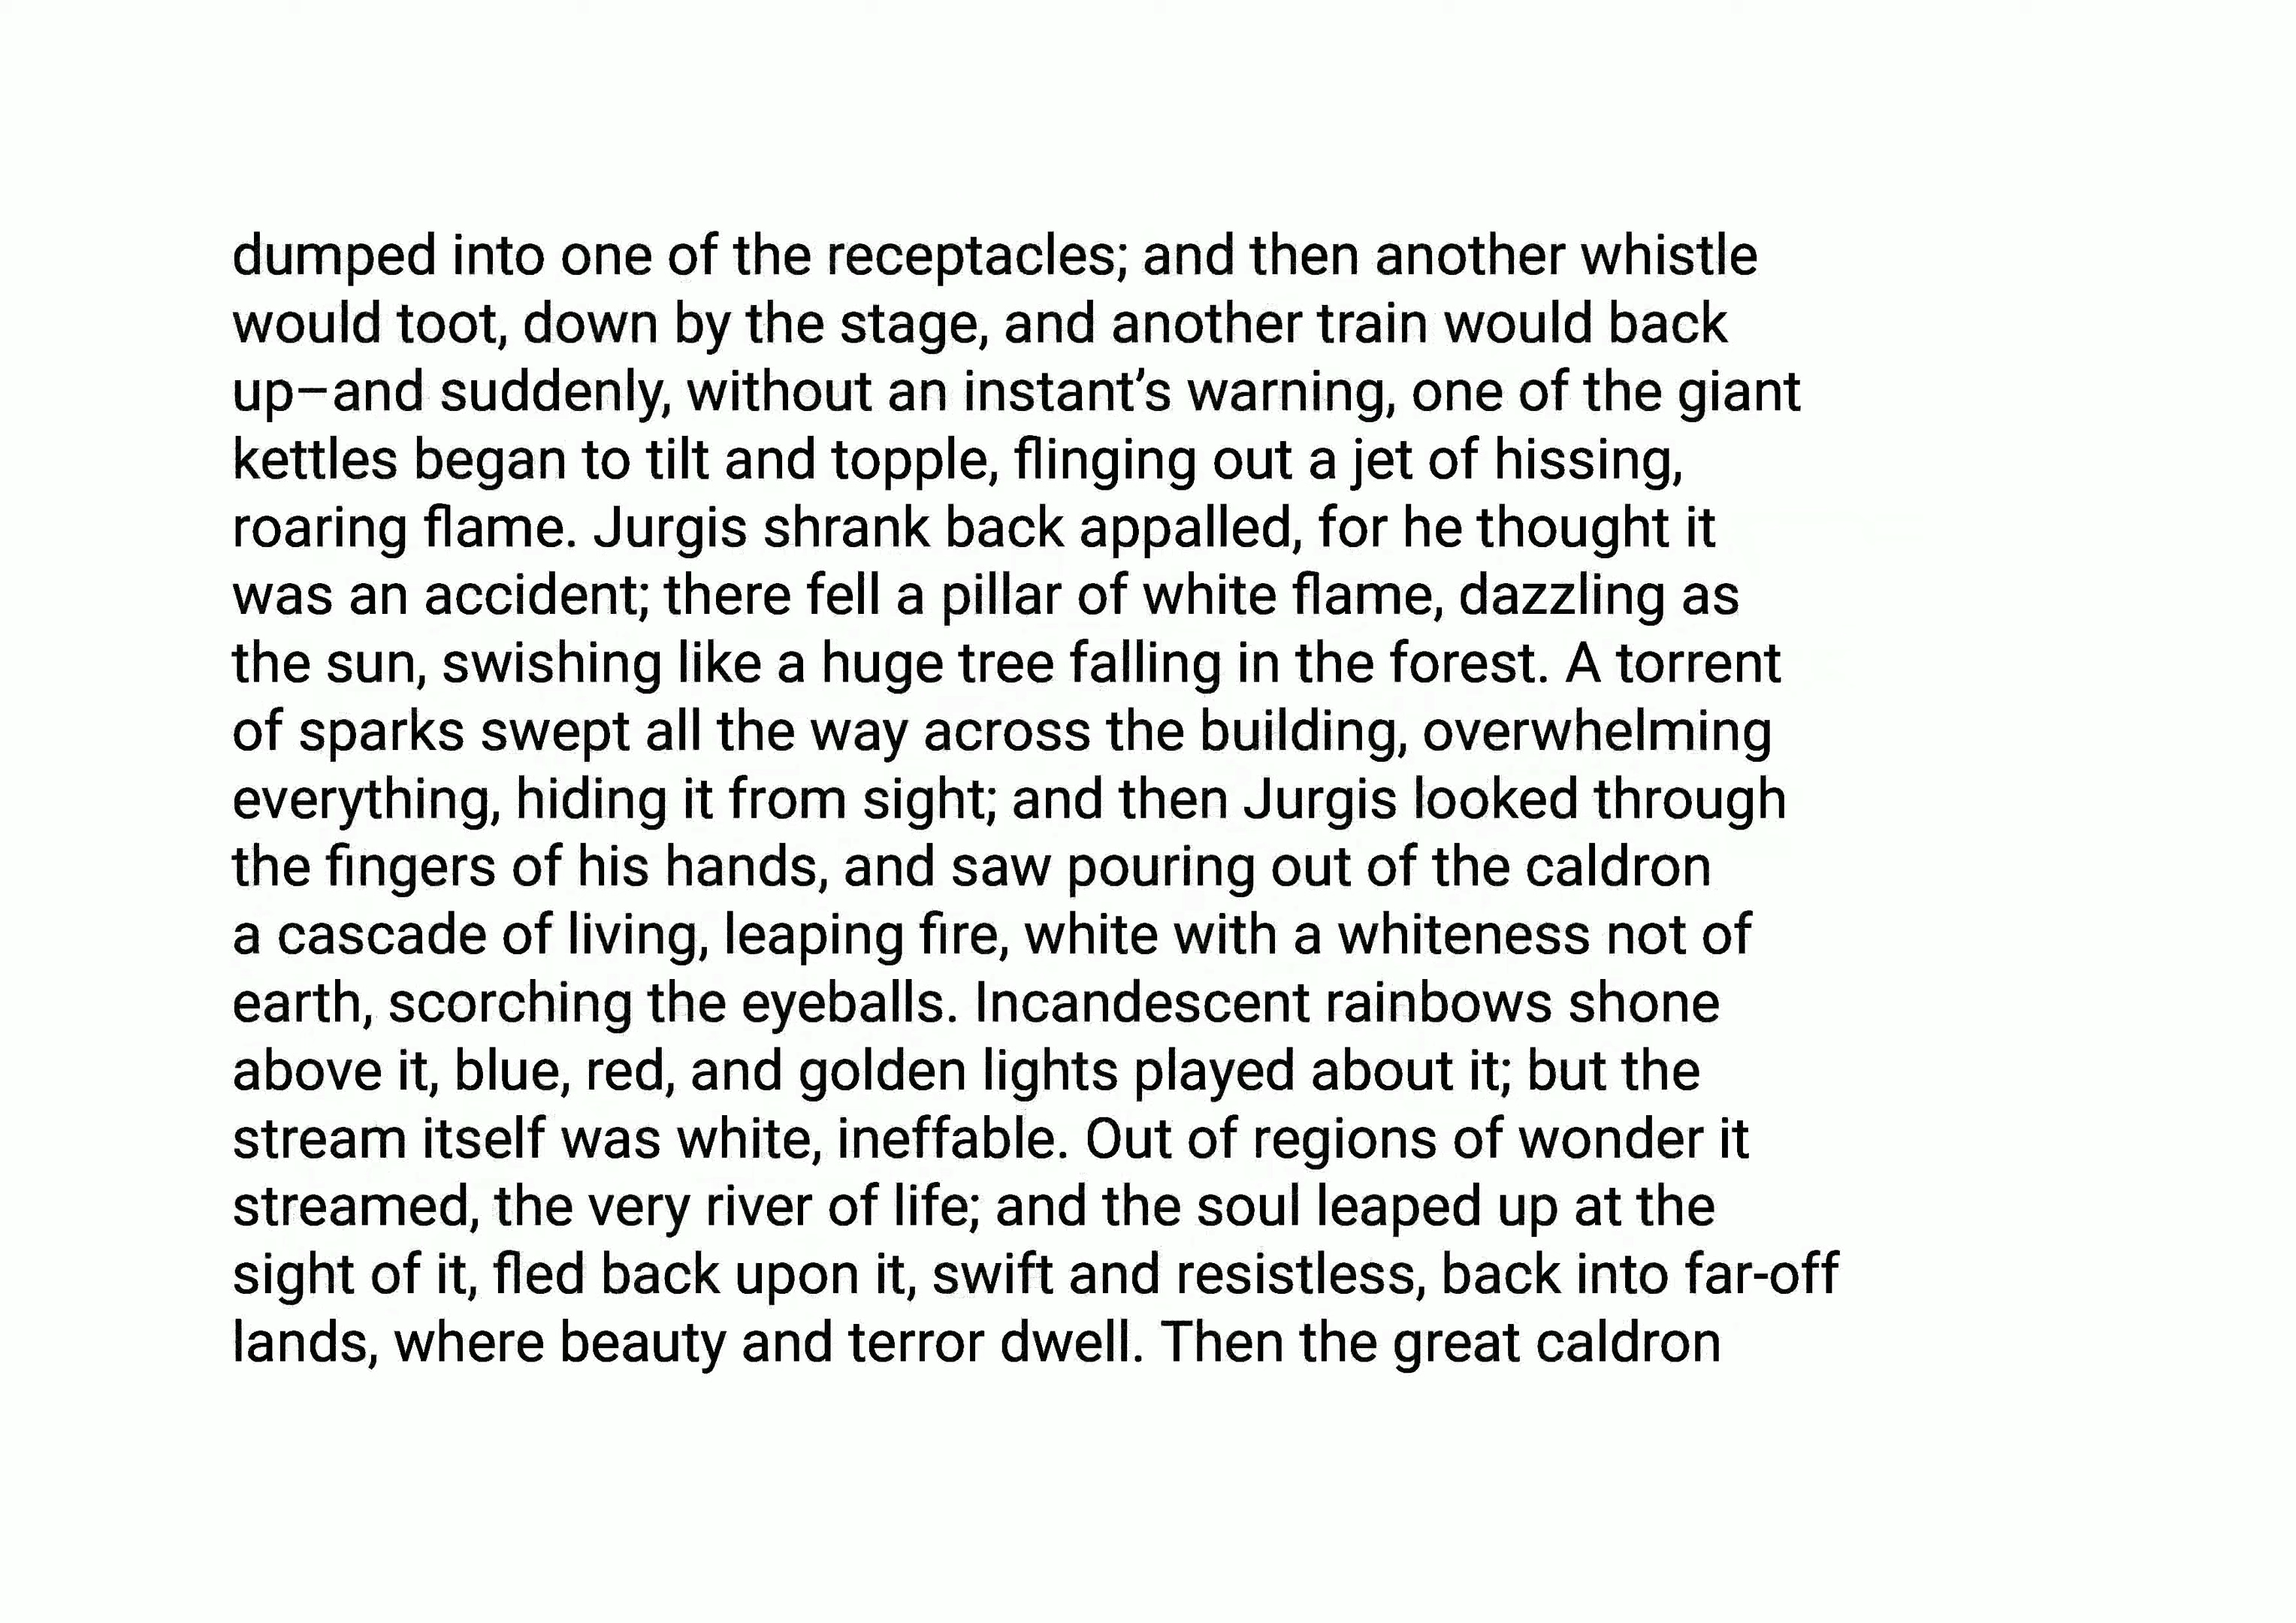 dumped into one of the receptacles; and then another whistle
would toot, down by the stage, and another train would back
up–and suddenly, without an instant’s warning, one of the giant
kettles began to tilt and topple, flinging out a jet of hissing,
roaring flame. Jurgis shrank back appalled, for he thought it
was an accident; there fell a pillar of white flame, dazzling as
the sun, swishing like a huge tree falling in the forest. A torrent
of sparks swept all the way across the building, overwhelming
everything, hiding it from sight; and then Jurgis looked through
the fingers of his hands, and saw pouring out of the caldron
a cascade of living, leaping fire, white with a whiteness not of
earth, scorching the eyeballs. Incandescent rainbows shone
above it, blue, red, and golden lights played about it; but the
stream itself was white, ineffable. Out of regions of wonder it
streamed, the very river of life; and the soul leaped up at the
sight of it, fled back upon it, swift and resistless, back into far-off
lands, where beauty and terror dwell. Then the great caldron